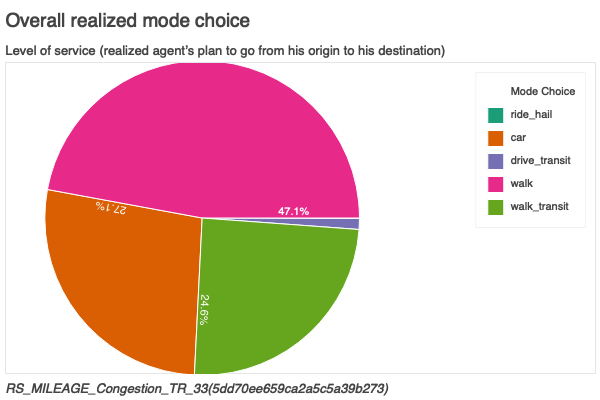 Overall realized mode choice
Level of service (realized agent's plan to go from his origin to his destination)
Mode Choice
ride_hail
car
drive_transit
walk
walk_transit
47.1%
27.1%
24.6%
RS_MILEAGE_Congestion_TR_33(5dd70ee659ca2a5c5a39b273)